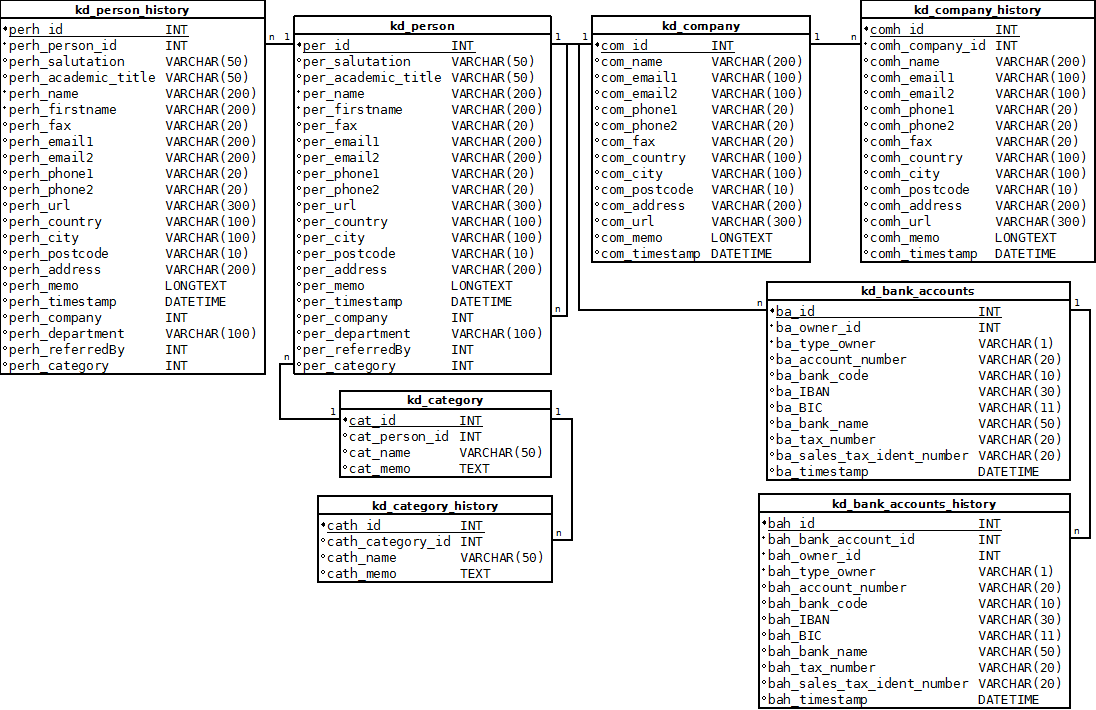 kd_person_history
perh_id INT
perh_person_id INT
perh_salutation VARCHAR(50)
perh_academic_title VARCHAR(50)
perh_name VARCHAR(200)
perh_firstname VARCHAR(200)
perh_fax VARCHAR(20)
perh_email1 VARCHAR(200)
perh_email2 VARCHAR(200)
perh_phone1 VARCHAR(20)
perh_phone2 VARCHAR(20)
perh_url VARCHAR(300)
perh_country VARCHAR(100)
perh_city VARCHAR(100)
perh_postcode VARCHAR(10)
perh_address VARCHAR(200)
perh_memo LONGTEXT
perh_timestamp DATETIME
perh_company INT
perh_department VARCHAR(100)
perh_referredBy INT
perh_category INT
n 1
kd_person
per_id INT
per_salutation VARCHAR(50)
per_academic_title VARCHAR(50)
per_name VARCHAR(200)
per_firstname VARCHAR(200)
per_fax VARCHAR(20)
per_email1 VARCHAR(200)
per_email2 VARCHAR(200)
per_phone1 VARCHAR(20)
per_phone2 VARCHAR(20)
per_url VARCHAR(300)
per_country VARCHAR(100)
per_city VARCHAR(100)
per_postcode VARCHAR(10)
per_address VARCHAR(200)
per_memo LONGTEXT
per_timestamp DATETIME
per_company INT
per_department VARCHAR(100)
per_referredBy INT
per_category INT
1 1
n
n
kd_company
com_id INT
com_name VARCHAR(200)
com_email1 VARCHAR(100)
com_email2 VARCHAR(100)
com_phone1 VARCHAR(20)
com_phone2 VARCHAR(20)
com_fax VARCHAR(20)
com_country VARCHAR(100)
com_city VARCHAR(100)
com_postcode VARCHAR(10)
com_address VARCHAR(200)
com_url VARCHAR(300)
com_memo LONGTEXT
com_timestamp DATETIME
1 n
kd_company_history
comh_id INT
comh_company_id INT
comh_name VARCHAR(200)
comh_email1 VARCHAR(100)
comh_email2 VARCHAR(100)
comh_phone1 VARCHAR(20)
comh_phone2 VARCHAR(20)
comh_fax VARCHAR(20)
comh_country VARCHAR(100)
comh_city VARCHAR(100)
comh_postcode VARCHAR(10)
comh_address VARCHAR(200)
comh_url VARCHAR(300)
comh_memo LONGTEXT
comh_timestamp DATETIME
n 1
kd_bank_accounts
ba_id INT
ba_owner_id INT
ba_type_owner VARCHAR(1)
ba_account_number VARCHAR(20)
ba_bank_code VARCHAR(10)
ba_IBAN VARCHAR(30)
ba_BIC VARCHAR(11)
ba_bank_name VARCHAR(50)
ba_tax_number VARCHAR(20)
ba_sales_tax_ident_number VARCHAR(20)
ba_timestamp DATETIME
1 1
kd_category
cat_id INT
cat_person_id INT
cat_name VARCHAR(50)
cat_memo TEXT
kd_category_history
cath_id INT
cath_category_id INT
cath_name VARCHAR(50)
cath_memo TEXT
n
kd_bank_accounts_history
bah_id INT
bah_bank_account_id INT
bah_owner_id INT
bah_type_owner VARCHAR(1)
bah_account_number VARCHAR(20)
bah_bank_code VARCHAR(10)
bah_IBAN VARCHAR(30)
bah_BIC VARCHAR(11)
bah_bank_name VARCHAR(50)
bah_tax_number VARCHAR(20)
bah_sales_tax_ident_number VARCHAR(20)
bah_timestamp DATETIME
n